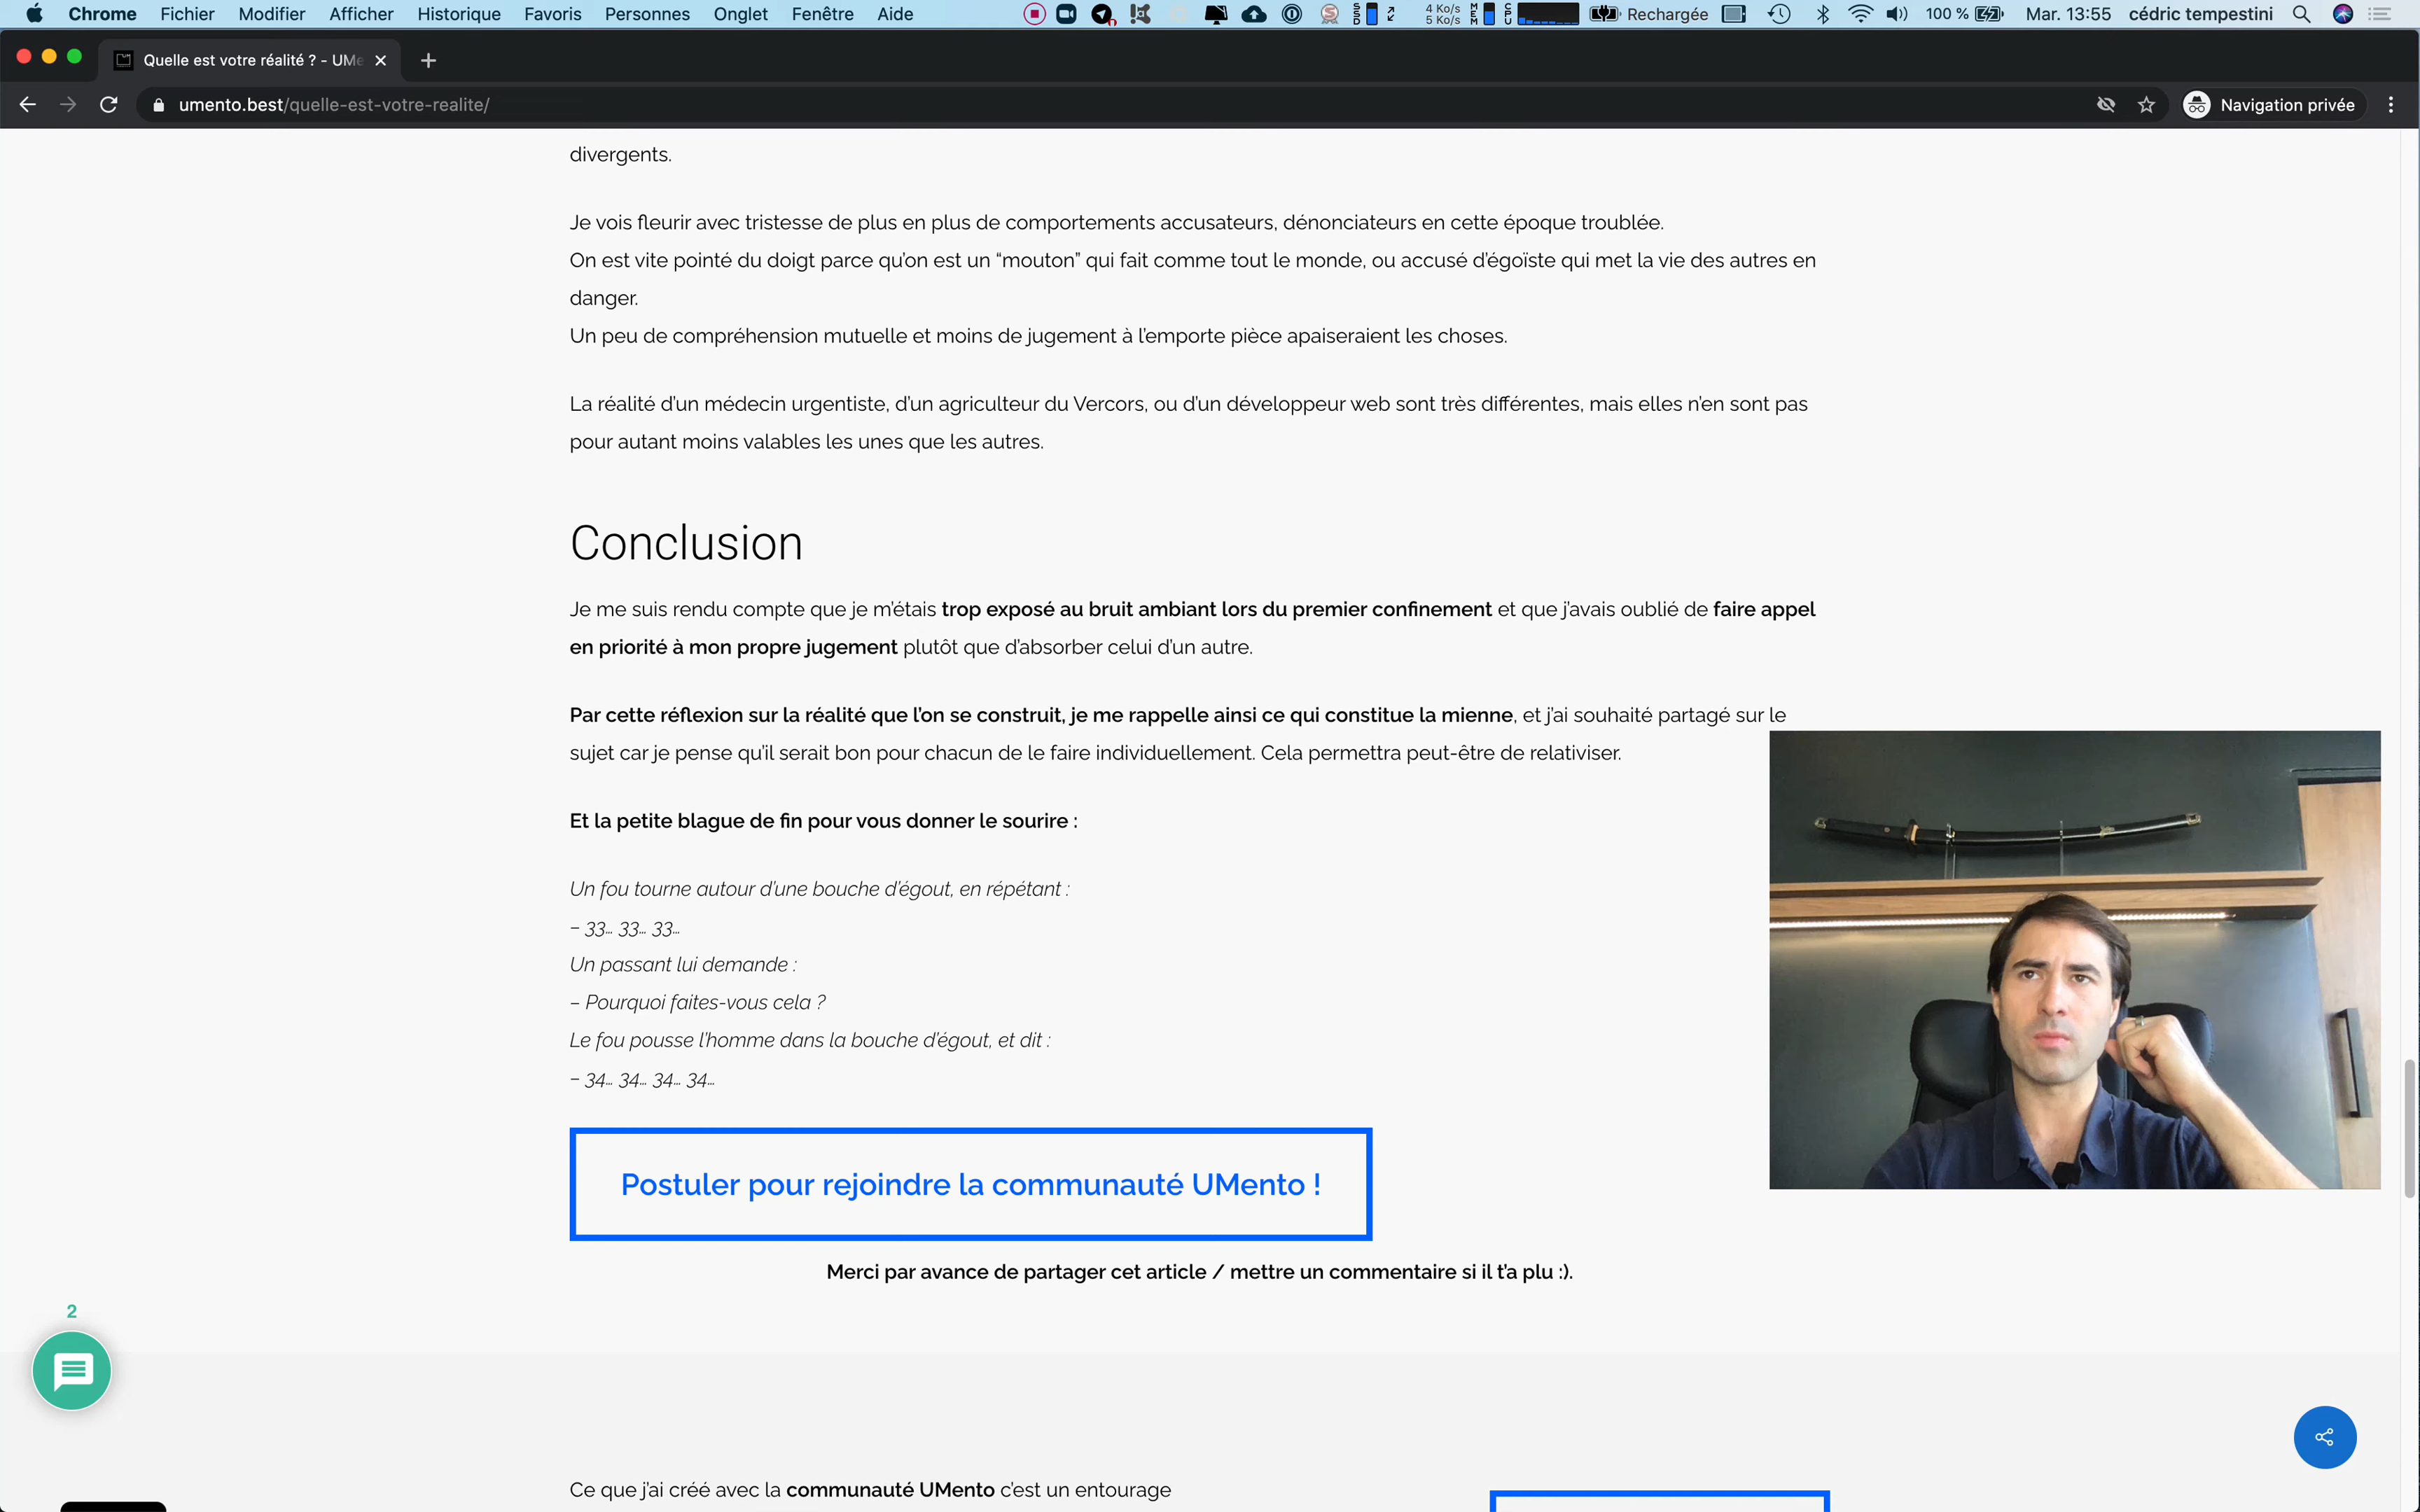 Chrome Fichier Modifier Afficher Historique Favoris Personnes Onglet Fenêtre Aide
4 Ko/s
5 Ko/s
Rechargée 100 % Mar. 13:55 cédric tempestini
Quelle est votre réalité ? - UMe
umento.best/quelle-est-votre-realite/ Navigation privée
divergents.
Je vois fleurir avec tristesse de plus en plus de comportements accusateurs, dénonciateurs en cette époque troublée.
On est vite pointé du doigt parce qu’on est un “mouton” qui fait comme tout le monde, ou accusé d’égoïste qui met la vie des autres en
danger.
Un peu de compréhension mutuelle et moins de jugement à l’emporte pièce apaiseraient les choses.
La réalité d’un médecin urgentiste, d’un agriculteur du Vercors, ou d’un développeur web sont très différentes, mais elles n’en sont pas
pour autant moins valables les unes que les autres.
Conclusion
Je me suis rendu compte que je m’étais trop exposé au bruit ambiant lors du premier confinement et que j’avais oublié de faire appel
en priorité à mon propre jugement plutôt que d’absorber celui d’un autre.
Par cette réflexion sur la réalité que l’on se construit, je me rappelle ainsi ce qui constitue la mienne, et j’ai souhaité partagé sur le
sujet car je pense qu’il serait bon pour chacun de le faire individuellement. Cela permettra peut-être de relativiser.
Et la petite blague de fin pour vous donner le sourire :
Un fou tourne autour d’une bouche d’égout, en répétant :
– 33… 33… 33…
Un passant lui demande :
– Pourquoi faites-vous cela ?
Le fou pousse l’homme dans la bouche d’égout, et dit :
– 34… 34… 34… 34…
Postuler pour rejoindre la communauté UMento !
Merci par avance de partager cet article / mettre un commentaire si il t’a plu :).
2
Ce que j’ai créé avec la communauté UMento c’est un entourage